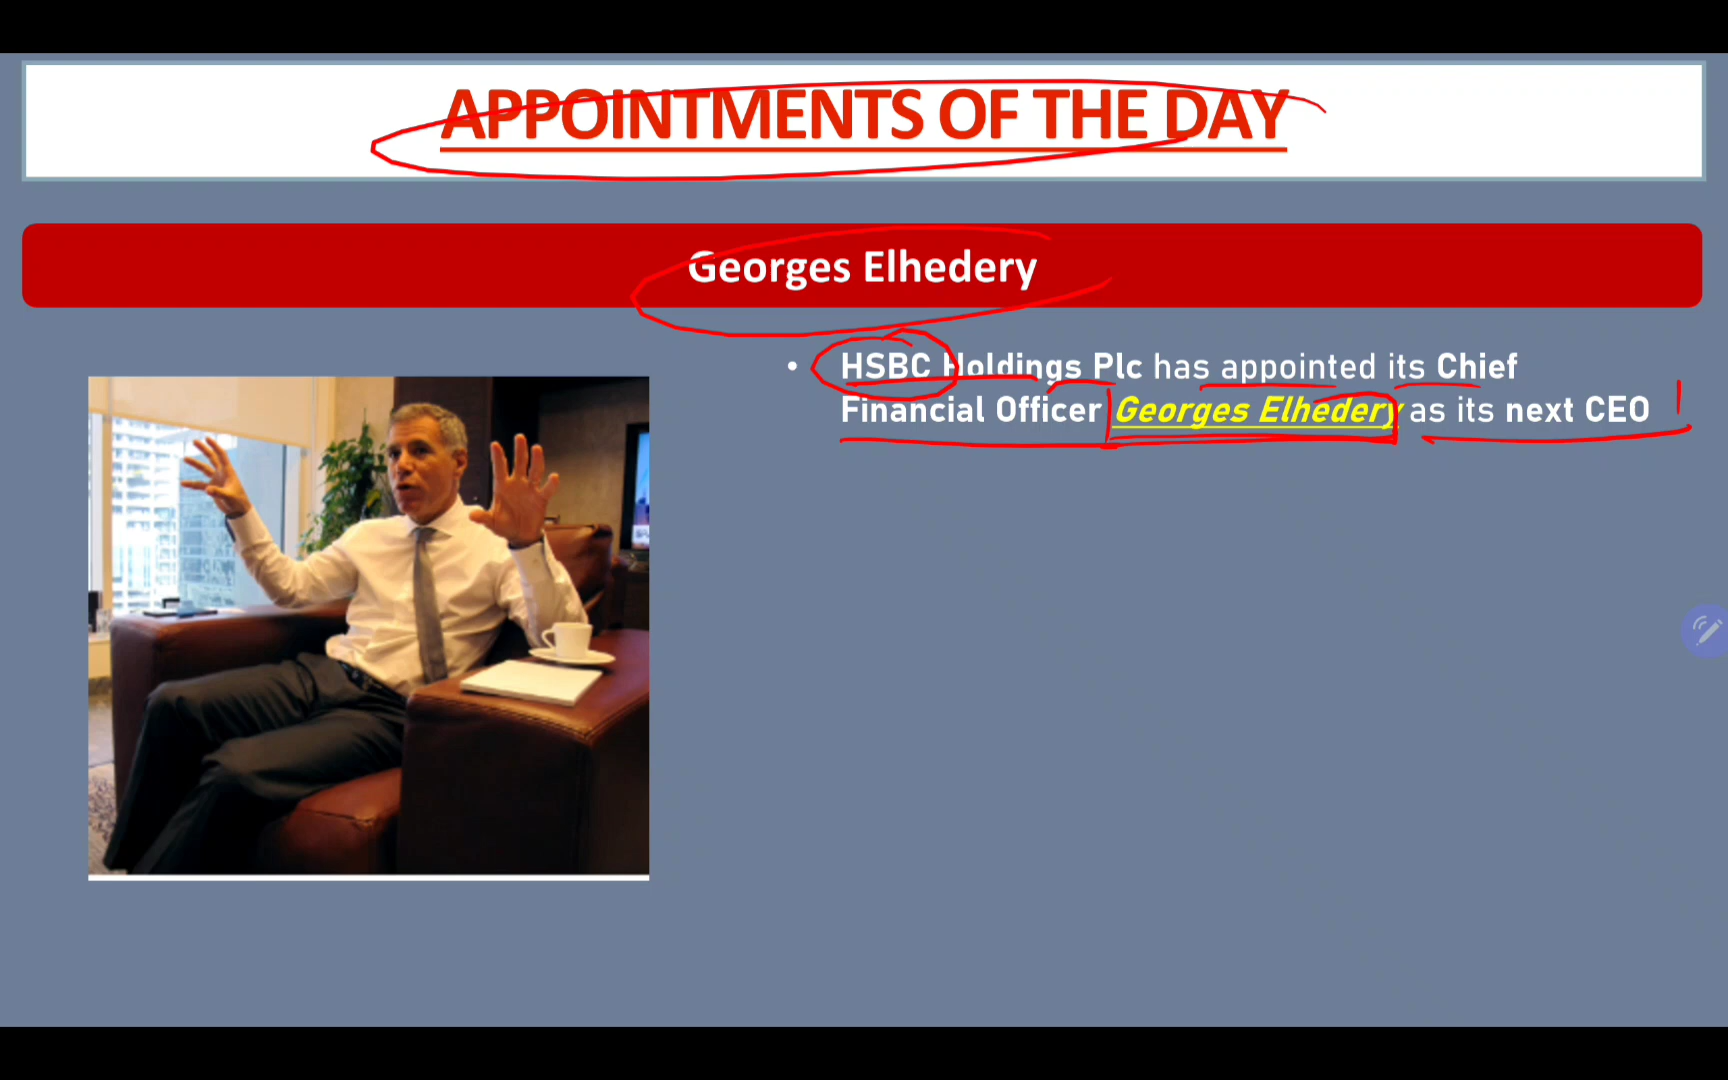 APPOINTMENTS OF THE DAY
Georges Elhedery
• HSBC Holdings Plc has appointed its Chief
Financial Officer Georges Elhedery as its next CEO